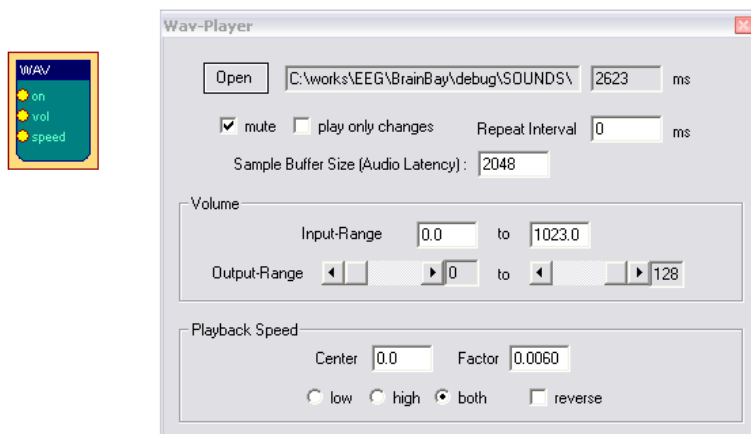 Wav-Player
WAV
on
vol
speed
Open C:\works\EEG\BrainBay\debug\SOUNDS\ 2623 ms
mute play only changes Repeat Interval 0 ms
Sample Buffer Size (Audio Latency) : 2048
Volume
Input-Range 0.0 to 1023.0
Output-Range 0 to 128
Playback Speed
Center 0.0 Factor 0.0060
low high both reverse